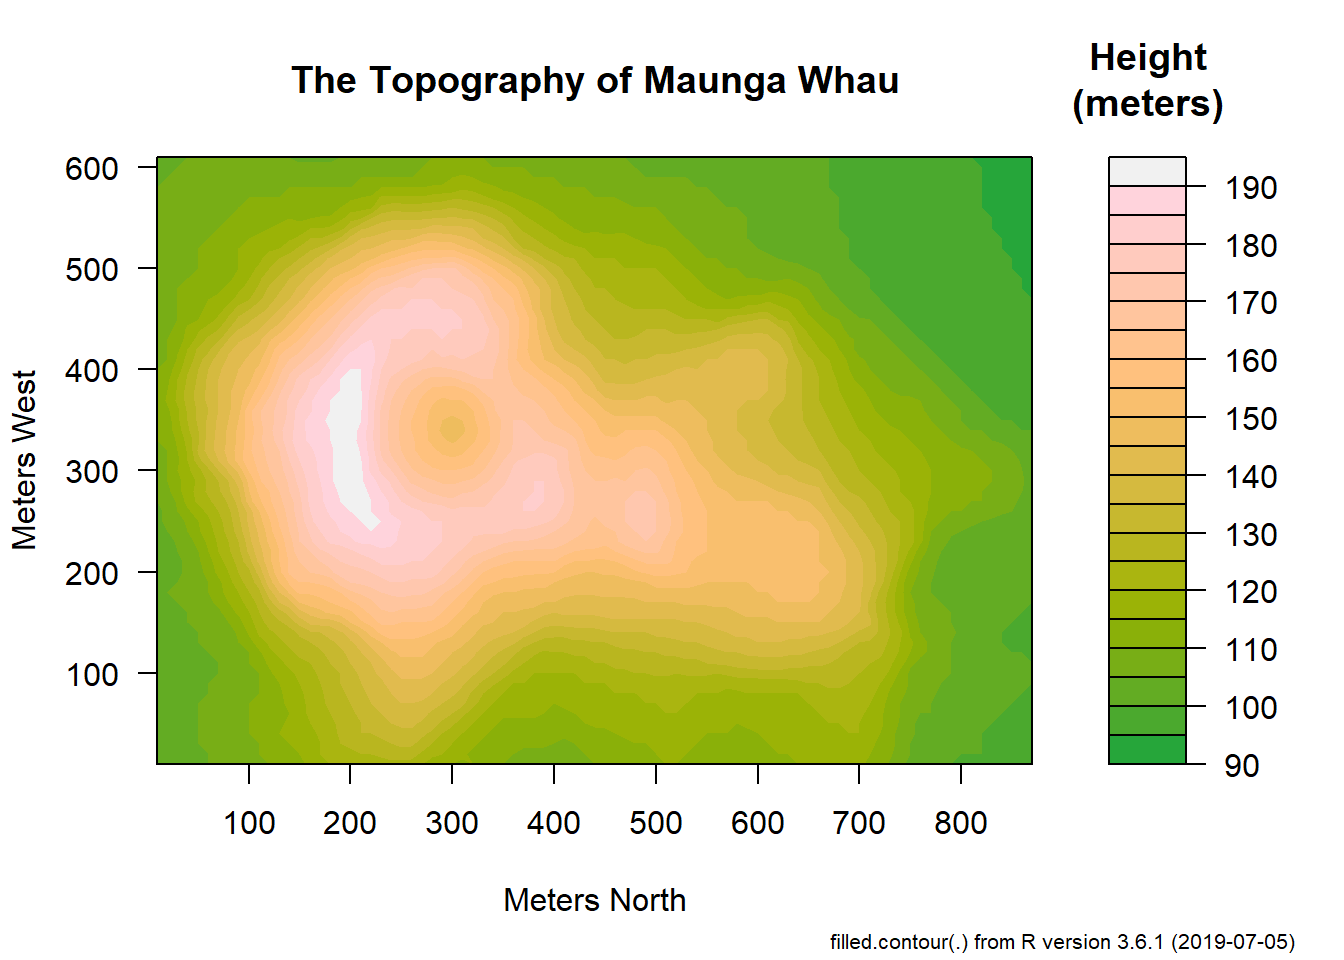 The Topography of Maunga Whau
Height
(meters)
600
500
400
300
200
100
Meters West
100 200 300 400 500 600 700 800
Meters North
190
180
170
160
150
140
130
120
110
100
90
filled.contour(.) from R version 3.6.1 (2019-07-05)